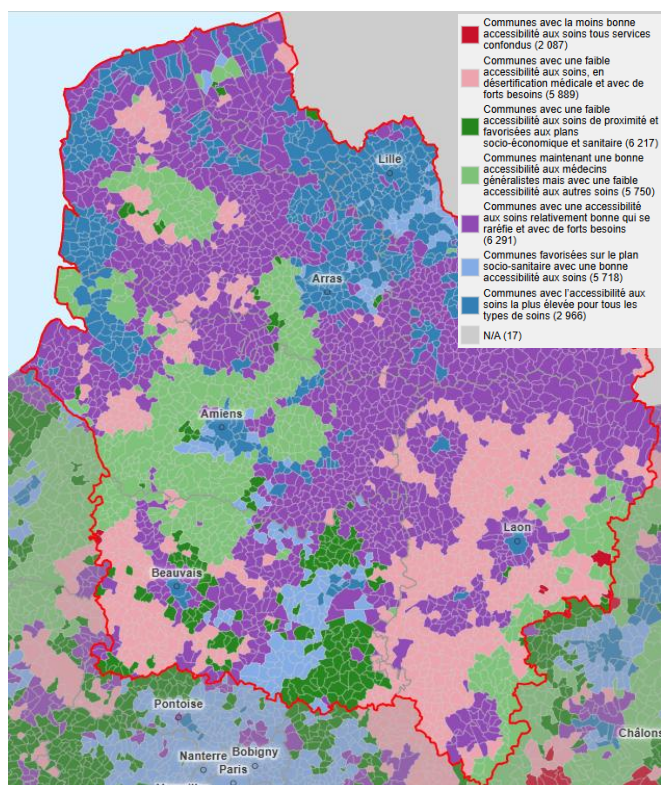 Communes avec la moins bonne
accessibilité aux soins tous services
confondus (2 087)
Communes avec une faible
accessibilité aux soins, en
désertification médicale et avec de
forts besoins (5 889)
Communes avec une faible
accessibilité aux soins de proximité et
favorisées aux plans
socio-économique et sanitaire (6 217)
Communes maintenant une bonne
accessibilité aux médecins
généralistes mais avec une faible
accessibilité aux autres soins (5 750)
Communes avec une accessibilité
aux soins relativement bonne qui se
raréfie et avec de forts besoins
(6 291)
Communes favorisées sur le plan
socio-sanitaire avec une bonne
accessibilité aux soins (5 718)
Communes avec l'accessibilité aux
soins la plus élevée pour tous les
types de soins (2 966)
N/A (17)
Lille
Arras
Amiens
Laon
Beauvais
Pontoise
Châlons
Nanterre Bobigny
Paris